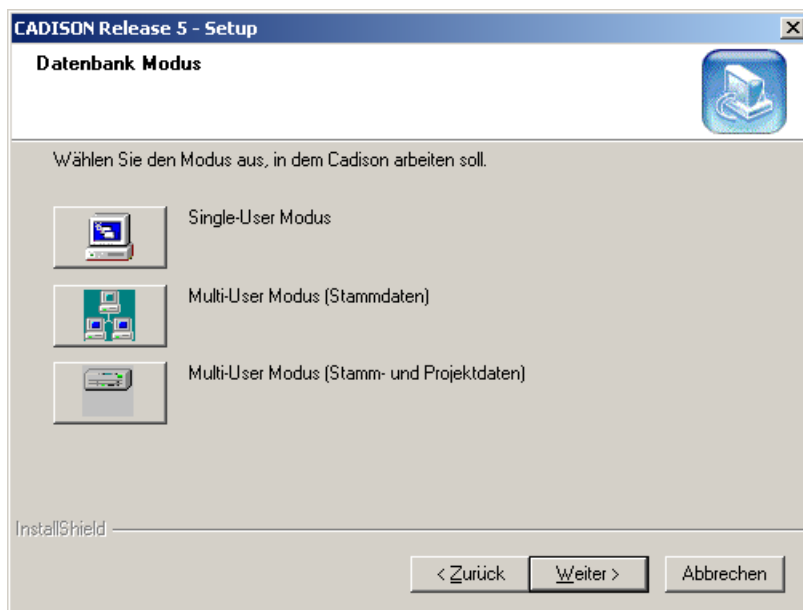 CADISON Release 5 - Setup
Datenbank Modus
Wählen Sie den Modus aus, in dem Cadison arbeiten soll.
Single-User Modus
Multi-User Modus (Stammdaten)
Multi-User Modus (Stamm- und Projektdaten)
InstallShield
< Zurück
Weiter >
Abbrechen